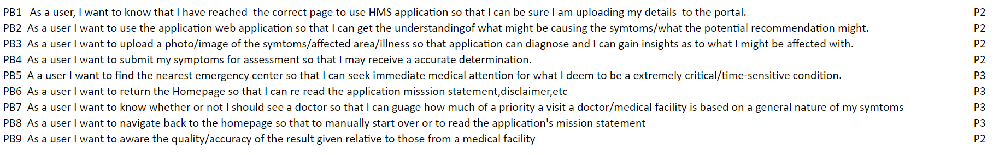 PB1 As a user, I want to know that I have reached the correct page to use HMS application so that I can be sure I am uploading my details to the portal. P2
PB2 As a user I want to use the application web application so that I can get the understandingof what might be causing the symtoms/what the potential recommendation might. P2
PB3 As a user I want to upload a photo/image of the symtoms/affected area/illness so that application can diagnose and I can gain insights as to what I might be affected with. P2
PB4 As a user I want to submit my symptoms for assessment so that I may receive a accurate determination. P2
PB5 A a user I want to find the nearest emergency center so that I can seek immediate medical attention for what I deem to be a extremely critical/time-sensitive condition. P3
PB6 As a user I want to return the Homepage so that I can re read the application misssion statement,disclaimer,etc P3
PB7 As a user I want to know whether or not I should see a doctor so that I can guage how much of a priority a visit a doctor/medical facility is based on a general nature of my symtoms P3
PB8 As a user I want to navigate back to the homepage so that to manually start over or to read the application's mission statement P3
PB9 As a user I want to aware the quality/accuracy of the result given relative to those from a medical facility P2